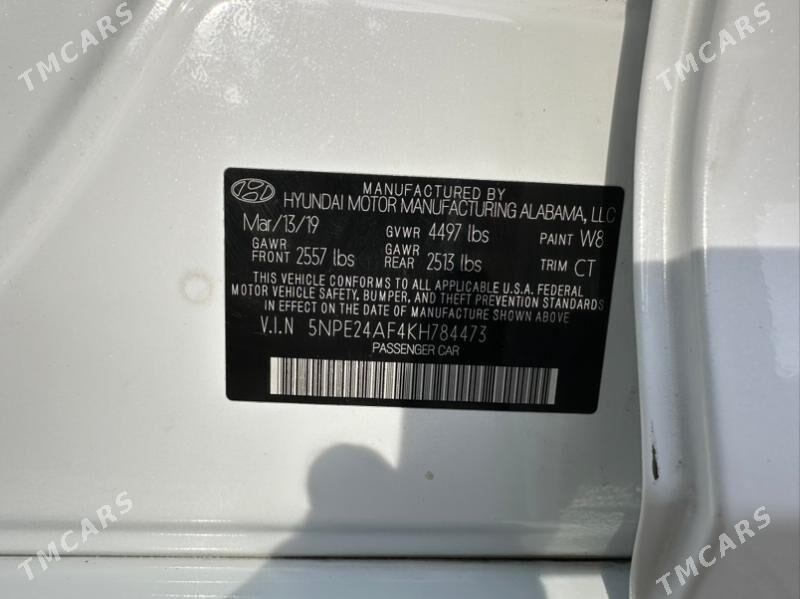 TMCARS
TMCARS
MANUFACTURED BY
HYUNDAI MOTOR MANUFACTURING ALABAMA, LLC
Mar/13/19 GVWR 4497 lbs PAINT W8
GAWR FRONT 2557 lbs GAWR REAR 2513 lbs TRIM CT
THIS VEHICLE CONFORMS TO ALL APPLICABLE U.S.A. FEDERAL
MOTOR VEHICLE SAFETY, BUMPER, AND THEFT PREVENTION STANDARDS
IN EFFECT ON THE DATE OF MANUFACTURE SHOWN ABOVE.
V.I.N 5NPE24AF4KH784473
PASSENGER CAR
TMCARS
TMCARS